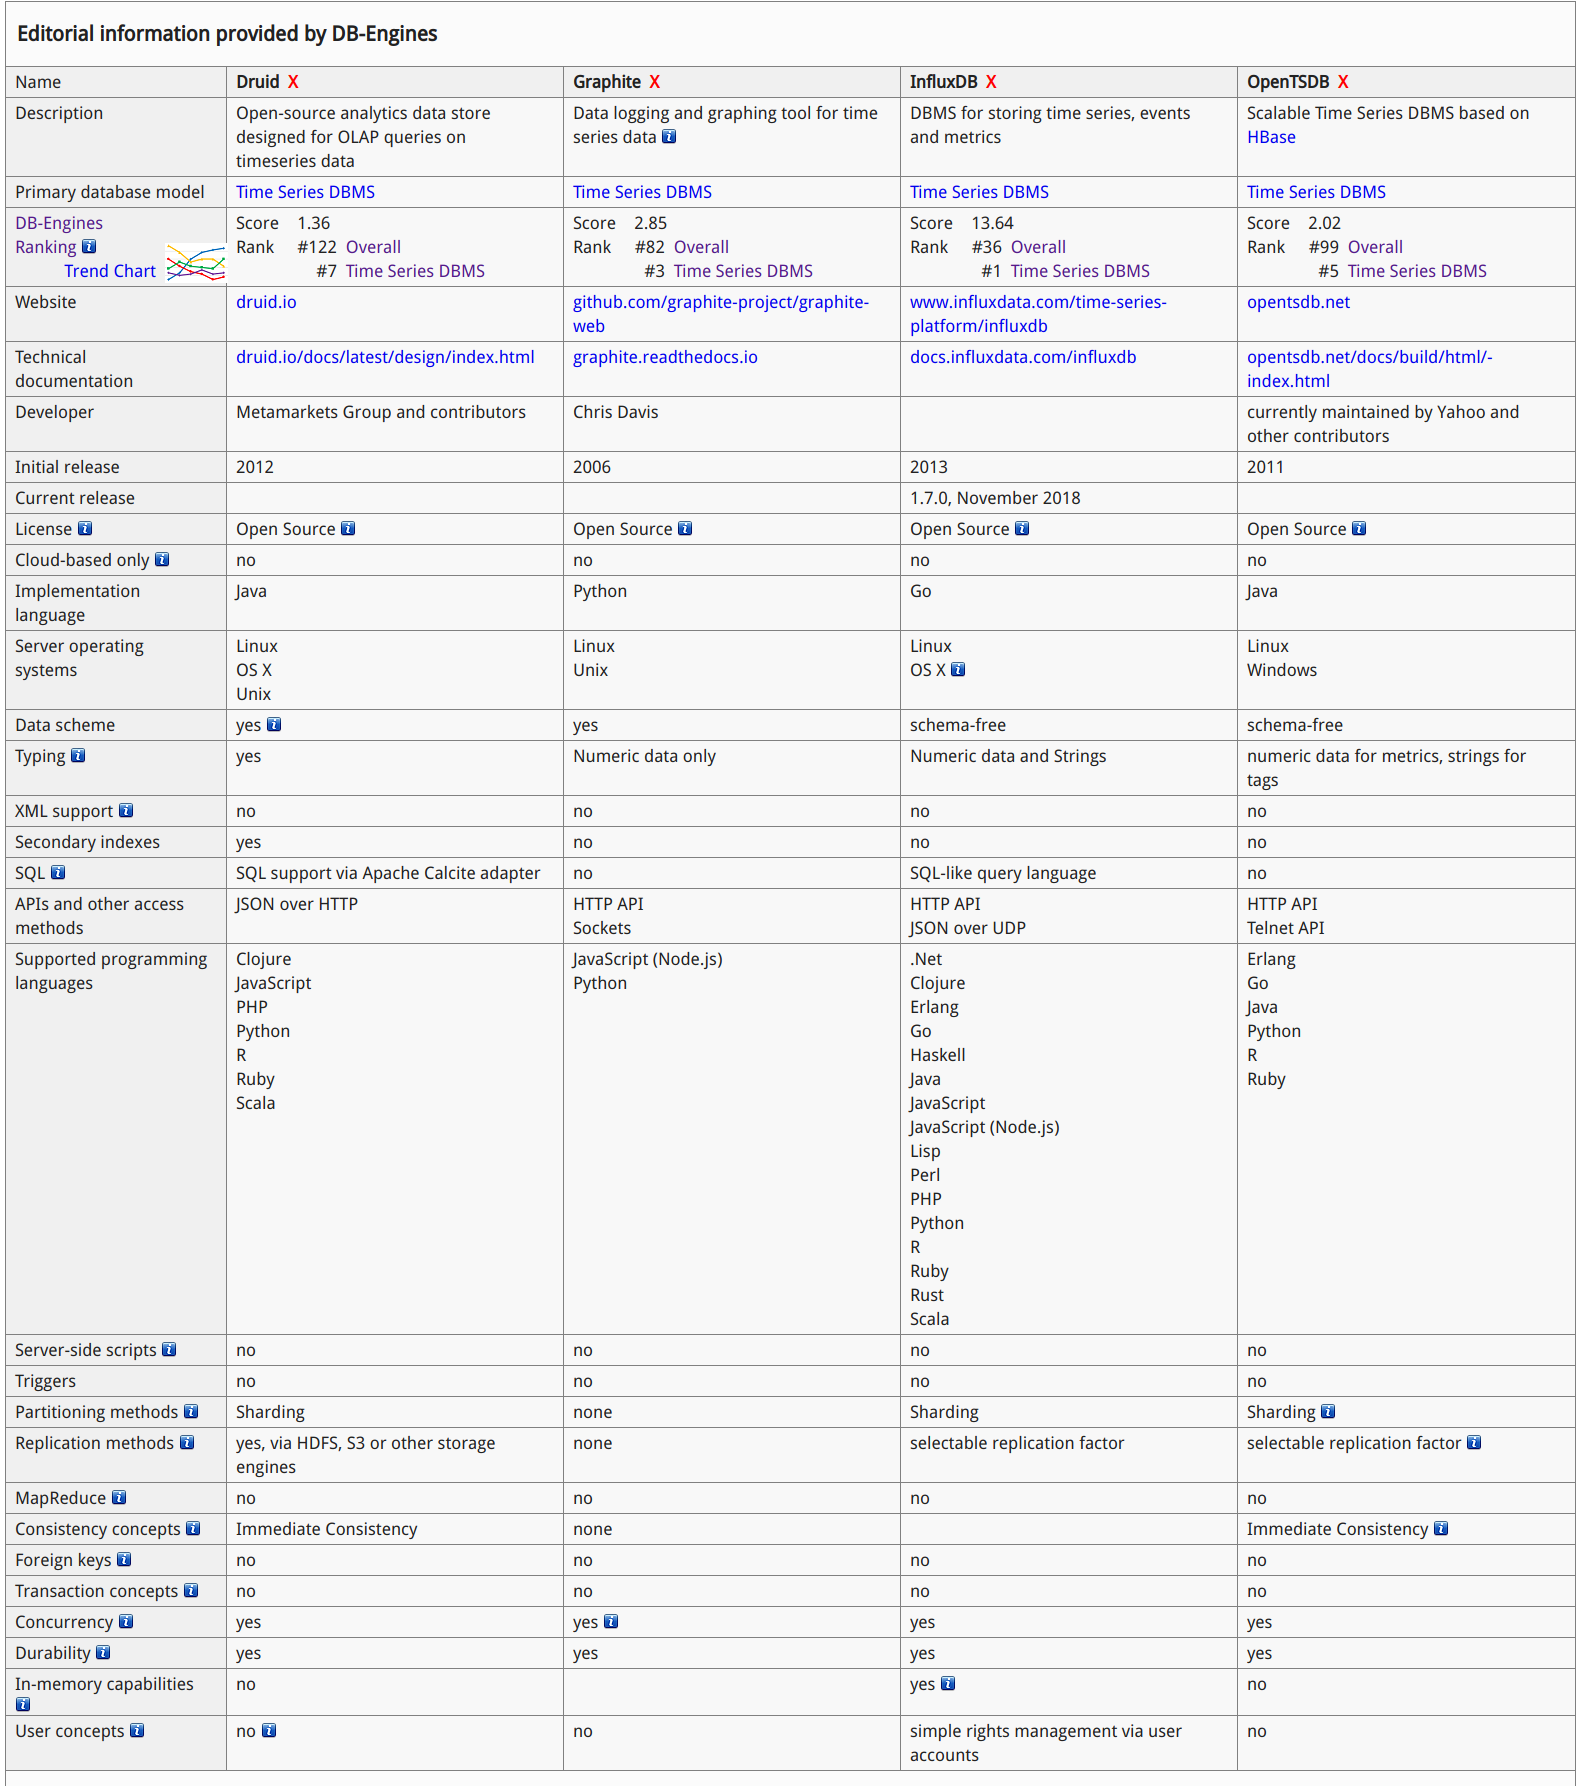 Editorial information provided by DB-Engines
Name Druid X Graphite X InfluxDB X OpenTSDB X
Description Open-source analytics data store Data logging and graphing tool for time DBMS for storing time series, events Scalable Time Series DBMS based on
designed for OLAP queries on series data and metrics HBase
timeseries data
Primary database model Time Series DBMS Time Series DBMS Time Series DBMS Time Series DBMS
DB-Engines Score 1.36 Score 2.85 Score 13.64 Score 2.02
Ranking Rank #122 Overall Rank #82 Overall Rank #36 Overall Rank #99 Overall
Trend Chart #7 Time Series DBMS #3 Time Series DBMS #1 Time Series DBMS #5 Time Series DBMS
Website druid.io github.com/graphite-project/graphite- www.influxdata.com/time-series- opentsdb.net
web platform/influxdb
Technical druid.io/docs/latest/design/index.html graphite.readthedocs.io docs.influxdata.com/influxdb opentsdb.net/docs/build/html/-
documentation index.html
Developer Metamarkets Group and contributors Chris Davis currently maintained by Yahoo and
other contributors
Initial release 2012 2006 2013 2011
Current release 1.7.0, November 2018
License Open Source Open Source Open Source Open Source
Cloud-based only no no no no
Implementation Java Python Go Java
language
Server operating Linux Linux Linux Linux
systems OS X Unix OS X Windows
Unix
Data scheme yes yes schema-free schema-free
Typing yes Numeric data only Numeric data and Strings numeric data for metrics, strings for
tags
XML support no no no no
Secondary indexes yes no no no
SQL SQL support via Apache Calcite adapter no SQL-like query language no
APIs and other access JSON over HTTP HTTP API HTTP API HTTP API
methods Sockets JSON over UDP Telnet API
Supported programming Clojure JavaScript (Node.js) .Net Erlang
languages JavaScript Python Clojure Go
PHP Erlang Java
Python Go Python
R Haskell R
Ruby Java Ruby
Scala JavaScript
JavaScript (Node.js)
Lisp
Perl
PHP
Python
R
Ruby
Rust
Scala
Server-side scripts no no no no
Triggers no no no no
Partitioning methods Sharding none Sharding Sharding
Replication methods yes, via HDFS, S3 or other storage none selectable replication factor selectable replication factor
engines
MapReduce no no no no
Consistency concepts Immediate Consistency none Immediate Consistency
Foreign keys no no no no
Transaction concepts no no no no
Concurrency yes yes yes yes
Durability yes yes yes yes
In-memory capabilities no yes no
User concepts no no simple rights management via user no
accounts